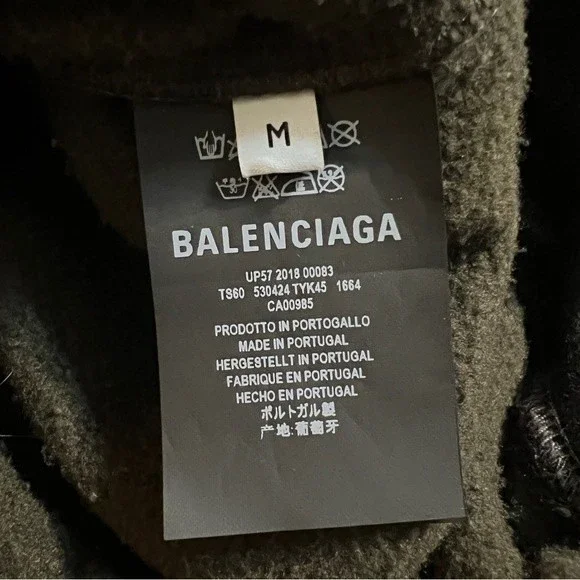 M
BALENCIAGA
UP57 2018 00083
TS60 530424 TYK45 1664
CA00985
PRODOTTO IN PORTOGALLO
MADE IN PORTUGAL
HERGESTELLT IN PORTUGAL
FABRIQUE EN PORTUGAL
HECHO EN PORTUGAL
ポルトガル製
产地:葡萄牙